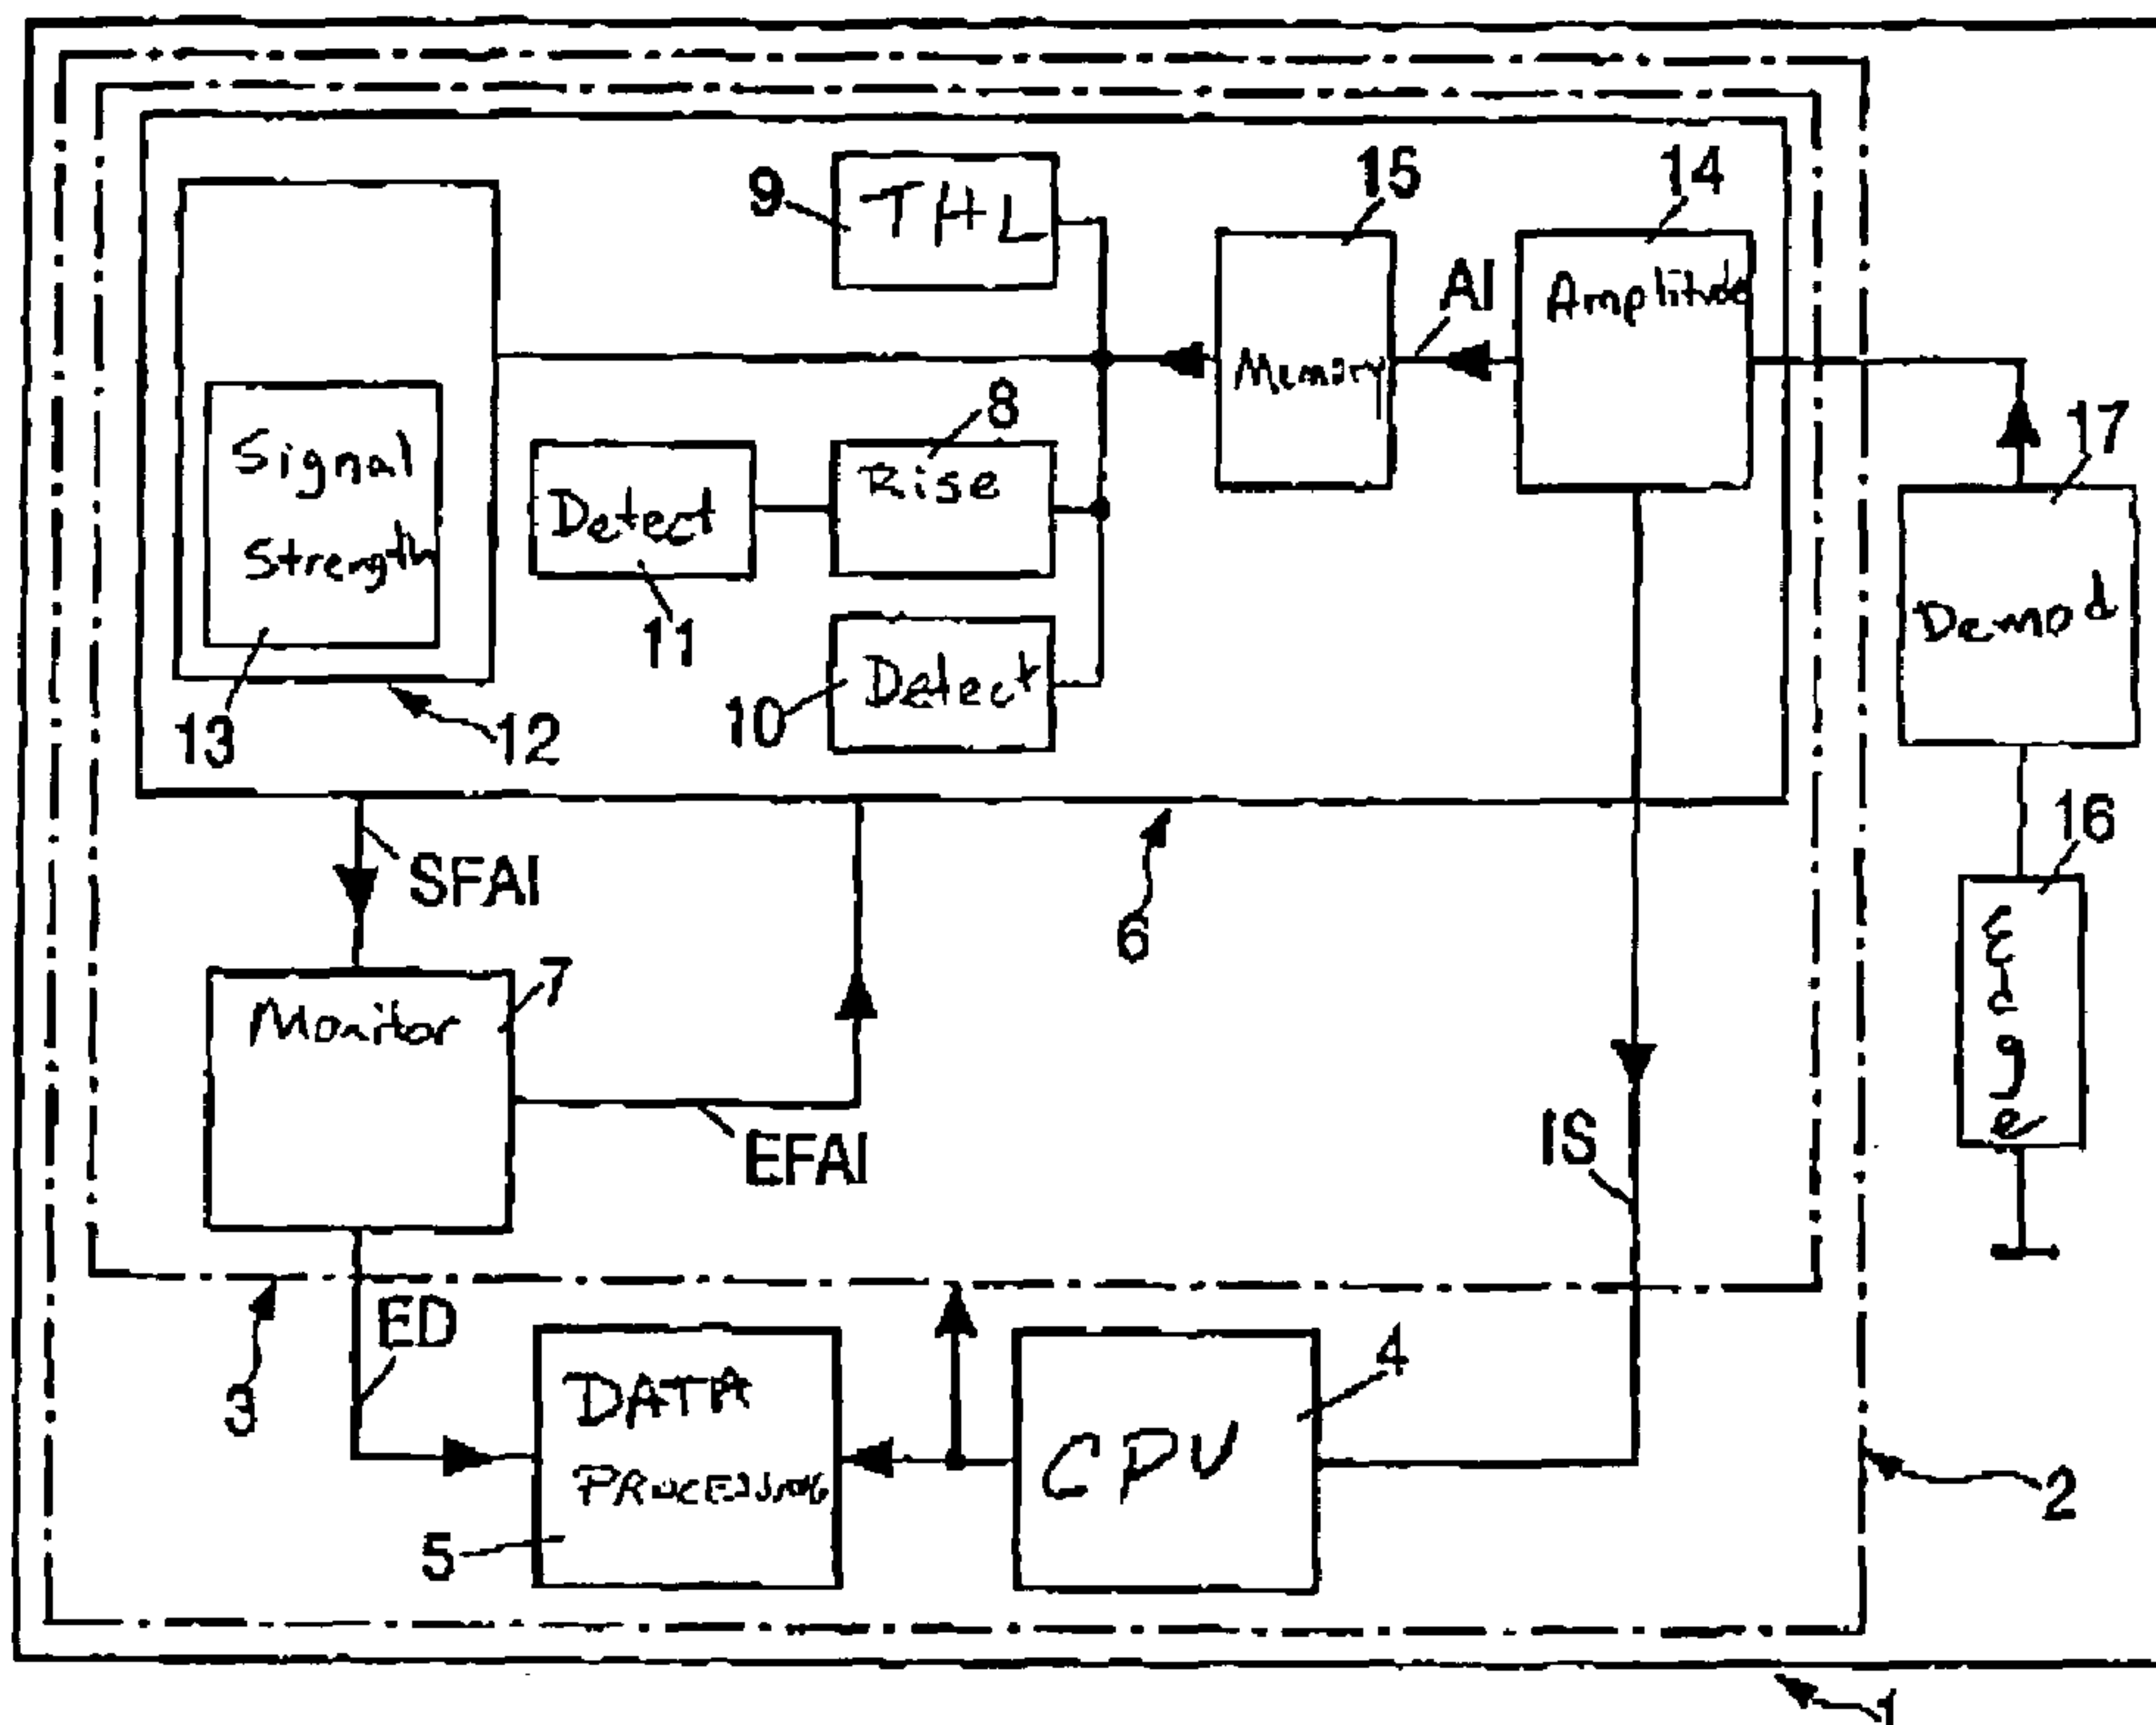 15
14
9
THL
AI
Amplitude
Memory
8
17
Signal
Strength
Detect
Rise
11
Demod
10
Detect
13
12
16
SFAI
6
7
Monitor
EFAI
IS
ED
3
4
DATA
PROCESSING
CPU
5
2
1